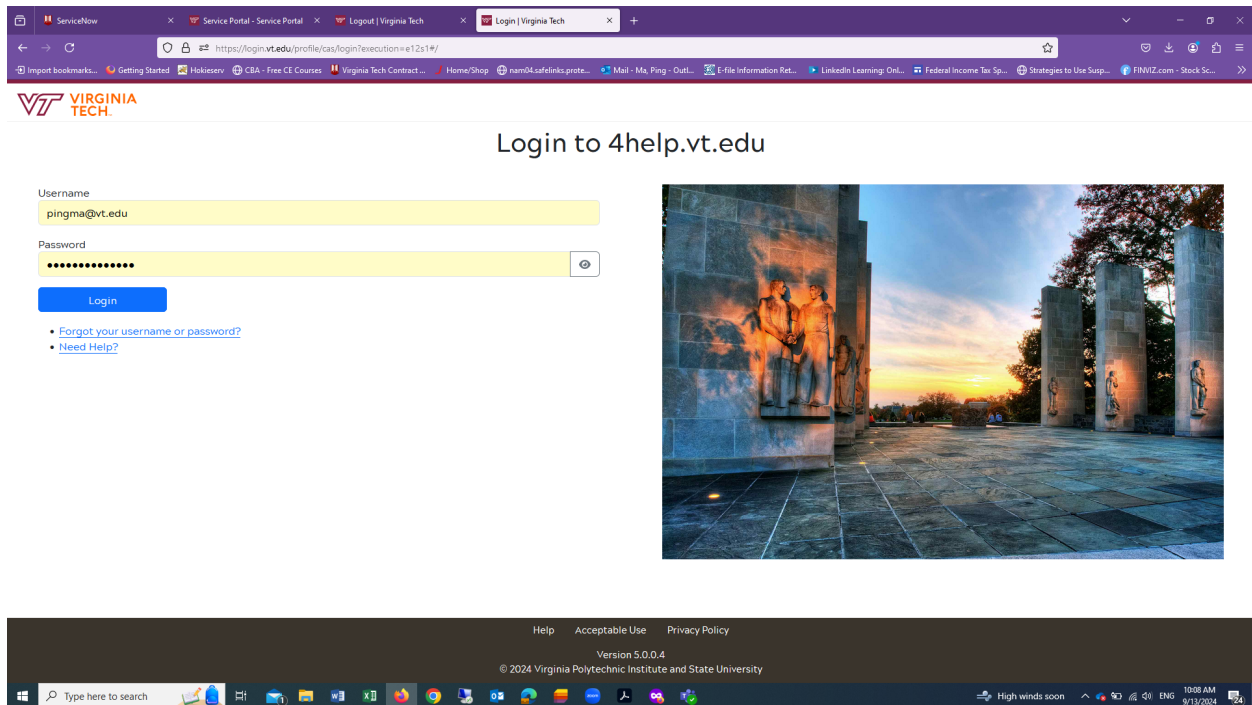 ServiceNow
Service Portal - Service Portal
Logout | Virginia Tech
Login | Virginia Tech
https://login.vt.edu/profile/cas/login?execution=e12s1#/
Import bookmarks...
Getting Started
Hokieserv
CBA - Free CE Courses
Virginia Tech Contract ...
Home/Shop
nam04.safelinks.prote...
Mail - Ma, Ping - Outl...
E-file Information Ret...
LinkedIn Learning: Onl...
Federal Income Tax Sp...
Strategies to Use Susp...
FINVIZ.com - Stock Sc...
VT VIRGINIA
TECH
Login to 4help.vt.edu
Username
pingma@vt.edu
Password
Login
Forgot your username or password?
Need Help?
Help Acceptable Use Privacy Policy
Version 5.0.0.4
© 2024 Virginia Polytechnic Institute and State University
Type here to search
High winds soon
ENG
10:08 AM
9/13/2024
24